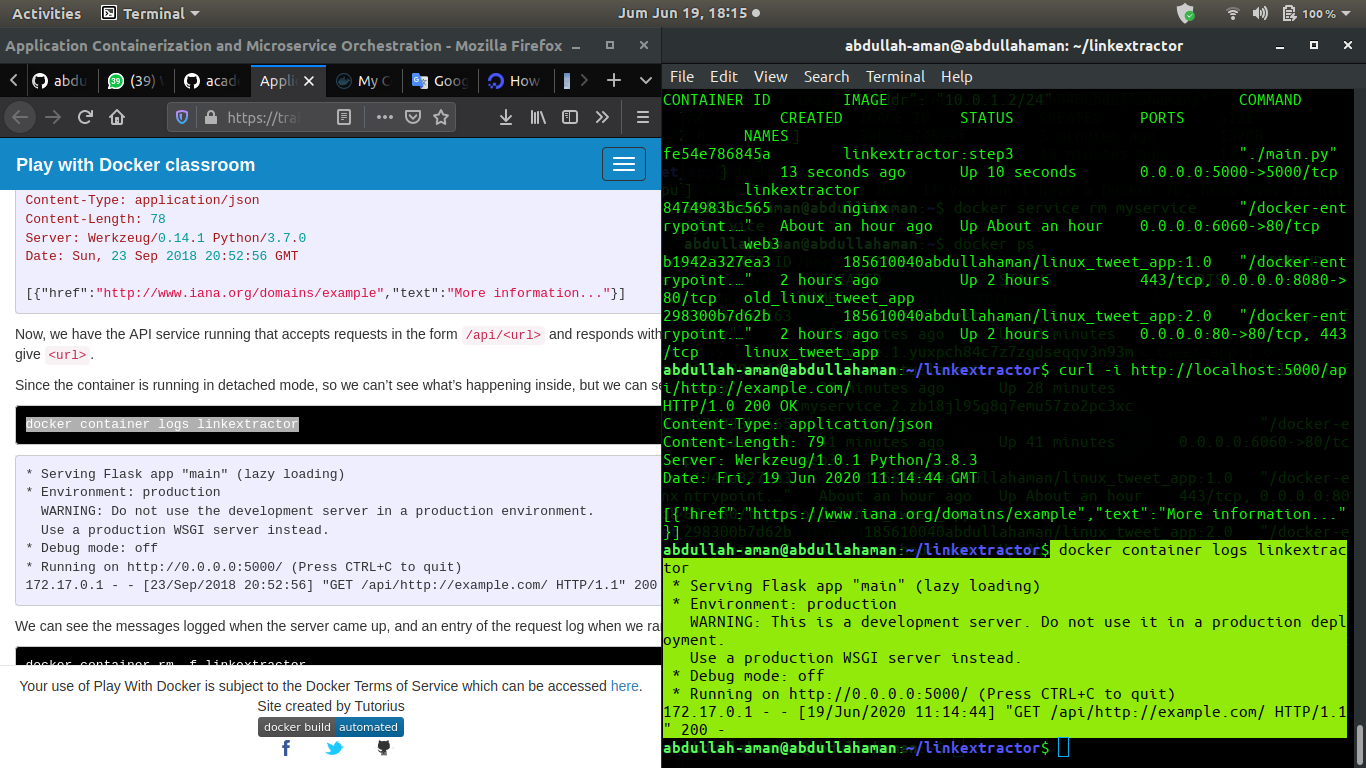 Activities Terminal Jum Jun 19, 18:15 100 %
Application Containerization and Microservice Orchestration - Mozilla Firefox
abdu (39) acade Appli My C Goog How
https://trai
Play with Docker classroom
Content-Type: application/json
Content-Length: 78
Server: Werkzeug/0.14.1 Python/3.7.0
Date: Sun, 23 Sep 2018 20:52:56 GMT
[{"href":"http://www.iana.org/domains/example","text":"More information..."}]
Now, we have the API service running that accepts requests in the form /api/<url> and responds with
give <url>.
Since the container is running in detached mode, so we can’t see what’s happening inside, but we can se
docker container logs linkextractor
* Serving Flask app "main" (lazy loading)
* Environment: production
WARNING: Do not use the development server in a production environment.
Use a production WSGI server instead.
* Debug mode: off
* Running on http://0.0.0.0:5000/ (Press CTRL+C to quit)
172.17.0.1 - - [23/Sep/2018 20:52:56] "GET /api/http://example.com/ HTTP/1.1" 200
We can see the messages logged when the server came up, and an entry of the request log when we ra
docker container rm -f linkextractor
Your use of Play With Docker is subject to the Docker Terms of Service which can be accessed here.
Site created by Tutorius
docker build automated
abdullah-aman@abdullahaman: ~/linkextractor
File Edit View Search Terminal Help
CONTAINER ID IMAGE COMMAND
CREATED STATUS PORTS
NAMES
fe54e786845a linkextractor:step3 "./main.py"
13 seconds ago Up 10 seconds 0.0.0.0:5000->5000/tcp
linkextractor
8474983bc565 nginx "/docker-ent
rypoint.…" About an hour ago Up About an hour 0.0.0.0:6060->80/tcp
web3
b1942a327ea3 185610040abdullahaman/linux_tweet_app:1.0 "/docker-ent
rypoint.…" 2 hours ago Up 2 hours 443/tcp, 0.0.0.0:8080->
80/tcp old_linux_tweet_app
298300b7d62b 185610040abdullahaman/linux_tweet_app:2.0 "/docker-ent
rypoint.…" 2 hours ago Up 2 hours 0.0.0.0:80->80/tcp, 443
/tcp linux_tweet_app
abdullah-aman@abdullahaman:~/linkextractor$ curl -i http://localhost:5000/ap
i/http://example.com/
HTTP/1.0 200 OK
Content-Type: application/json
Content-Length: 79
Server: Werkzeug/1.0.1 Python/3.8.3
Date: Fri, 19 Jun 2020 11:14:44 GMT
[{"href":"https://www.iana.org/domains/example","text":"More information..."
}]
abdullah-aman@abdullahaman:~/linkextractor$ docker container logs linkextrac
tor
* Serving Flask app "main" (lazy loading)
* Environment: production
WARNING: This is a development server. Do not use it in a production depl
oyment.
Use a production WSGI server instead.
* Debug mode: off
* Running on http://0.0.0.0:5000/ (Press CTRL+C to quit)
172.17.0.1 - - [19/Jun/2020 11:14:44] "GET /api/http://example.com/ HTTP/1.1
" 200 -
abdullah-aman@abdullahaman:~/linkextractor$